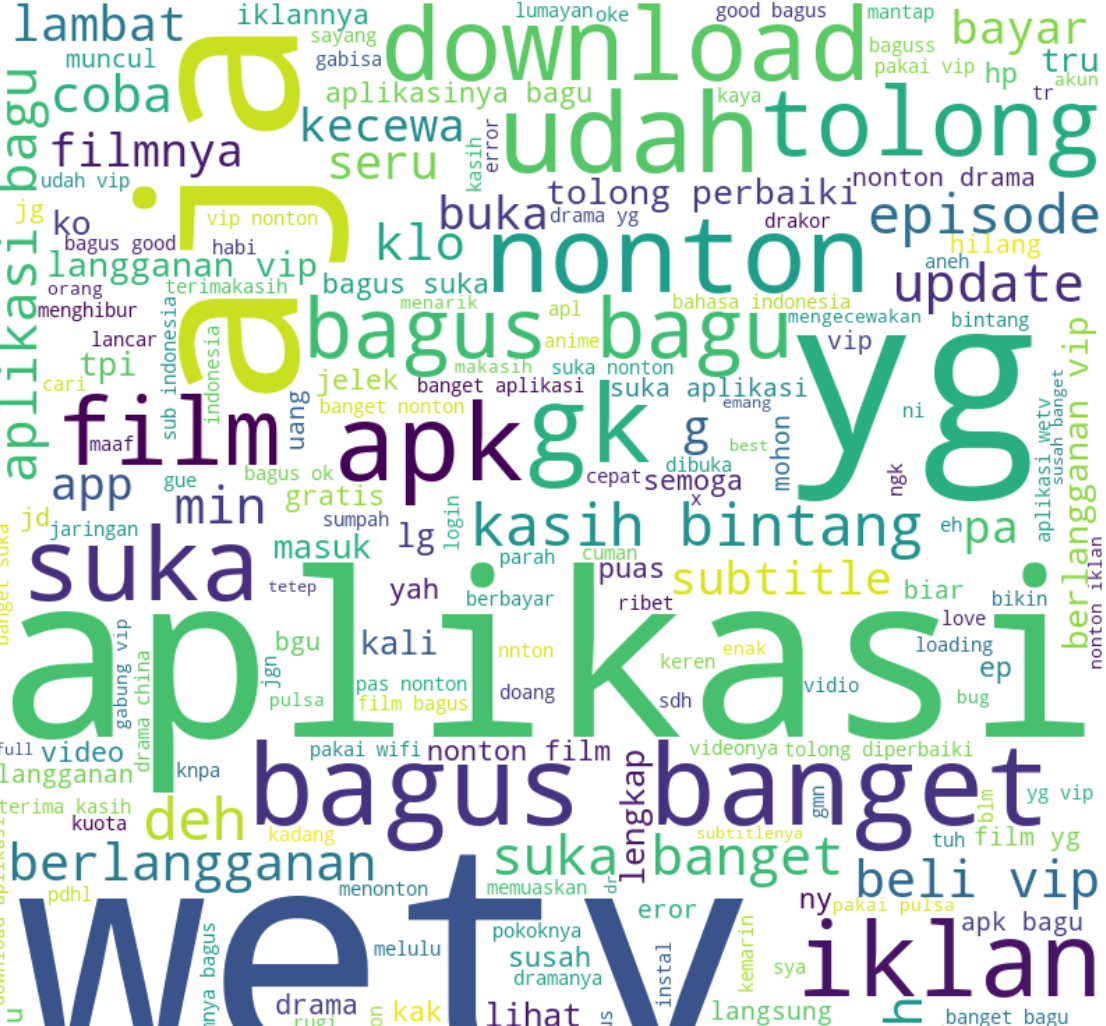 lambat
iklannya
lumayan
oke
good bagus
mantap
bayar
muncul
sayang
gabisa
download
baguss
pakai vip
hp
tru
akun
coba
aja
aplikasinya bagu
kaya
tr
aplikasi bagu
filmnya
kecewa
seru
kasih
error
udah
tolong
udah vip
tolong perbaiki
nonton drama
jg
ko
vip nonton
buka
drama yg
drakor
episode
bagus good
habi
klo
nonton
hilang
langganan vip
aneh
orang
terimakasih
bagus suka
update
menghibur
menarik
apl
bahasa indonesia
mengecewakan
bintang
lancar
sub indonesia
indonesia
bagus bagu
anime
vip
yg
tpi
makasih
suka nonton
cari
jelek
banget aplikasi
suka aplikasi
berlangganan vip
susah banget
aplikasi wetv
film
maaf
uang
banget nonton
apk
gk
g
emang
ni
best
mohon
app
gue
bagus ok
cepat
dibuka
semoga
ngk
min
gratis
x
jd
jaringan
sumpah
lg
login
kasih bintang
eh
pa
banget suka
suka
masuk
parah
cuman
puas
subtitle
biar
nonton iklan
tetep
yah
berbayar
ribet
bikin
love
aplikasi
gabung vip
drama china
bgu
jgn
kali
nnton
keren
enak
loading
ep
pulsa
pas nonton
film bagus
doang
sdh
vidio
bug
full
video
pakai wifi
nonton film
videonya
tolong diperbaiki
langganan
knpa
bagus banget
lengkap
gmn
blm
yg vip
terima kasih
kuota
deh
kadang
subtitlenya
tuh
film yg
berlangganan
menonton
suka banget
memuaskan
dr
beli vip
pdhl
wetv
ny
pakai pulsa
download aplikasi
eror
apk bagu
pokoknya
melulu
susah
dramanya
instal
kemarin
sya
iklan
drama
rugi
kak
lihat
langsung
banget bagu